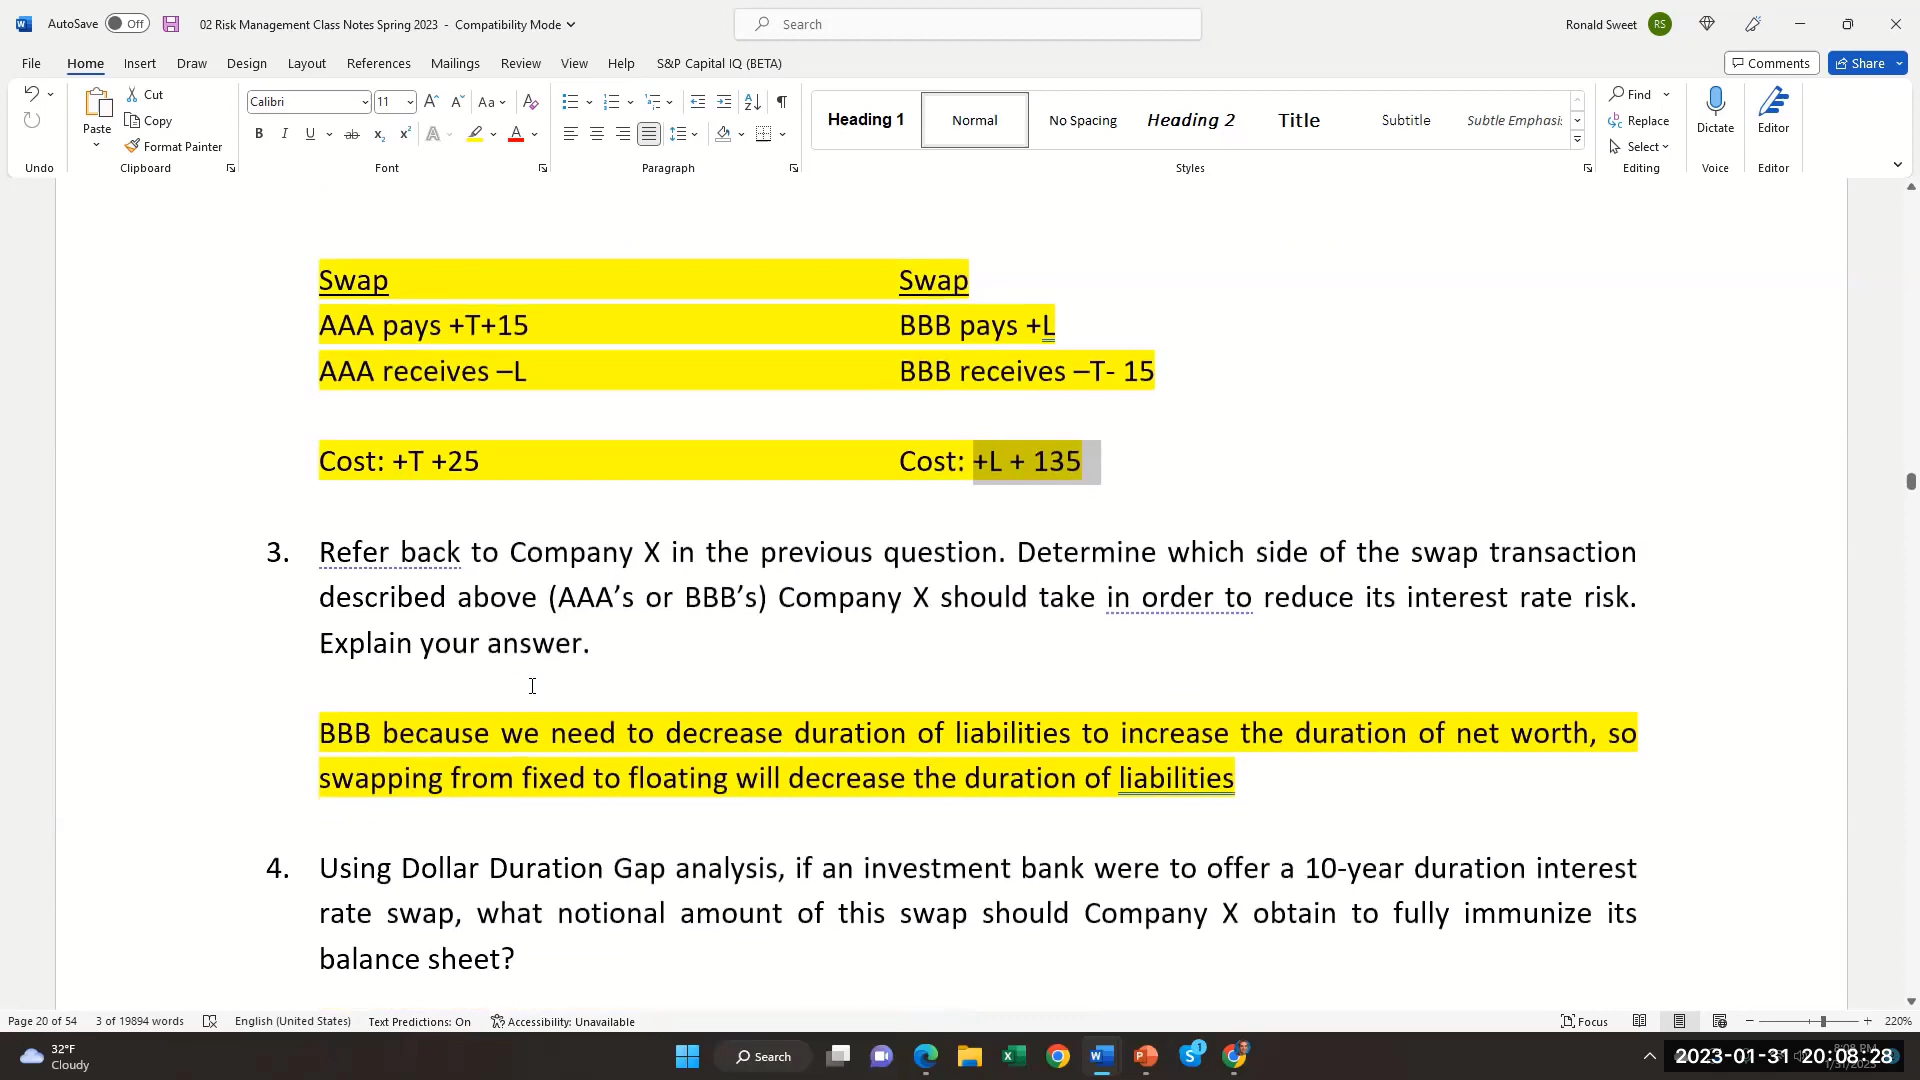 AutoSave Off 02 Risk Management Class Notes Spring 2023 - Compatibility Mode Search Ronald Sweet RS
File Home Insert Draw Design Layout References Mailings Review View Help S&P Capital IQ (BETA) Comments Share
Paste Cut Copy Format Painter
Calibri 11
Heading 1 Normal No Spacing Heading 2 Title Subtitle Subtle Emphasi
Find Replace Select Dictate Editor
Undo Clipboard Font Paragraph Styles Editing Voice Editor
Swap Swap
AAA pays +T+15 BBB pays +L
AAA receives –L BBB receives –T- 15
Cost: +T +25 Cost: +L + 135
3. Refer back to Company X in the previous question. Determine which side of the swap transaction
described above (AAA’s or BBB’s) Company X should take in order to reduce its interest rate risk.
Explain your answer.
BBB because we need to decrease duration of liabilities to increase the duration of net worth, so
swapping from fixed to floating will decrease the duration of liabilities
4. Using Dollar Duration Gap analysis, if an investment bank were to offer a 10-year duration interest
rate swap, what notional amount of this swap should Company X obtain to fully immunize its
balance sheet?
Page 20 of 54 3 of 19894 words English (United States) Text Predictions: On Accessibility: Unavailable Focus 220%
32°F
Cloudy
Search
2023-01-31 20:08:28